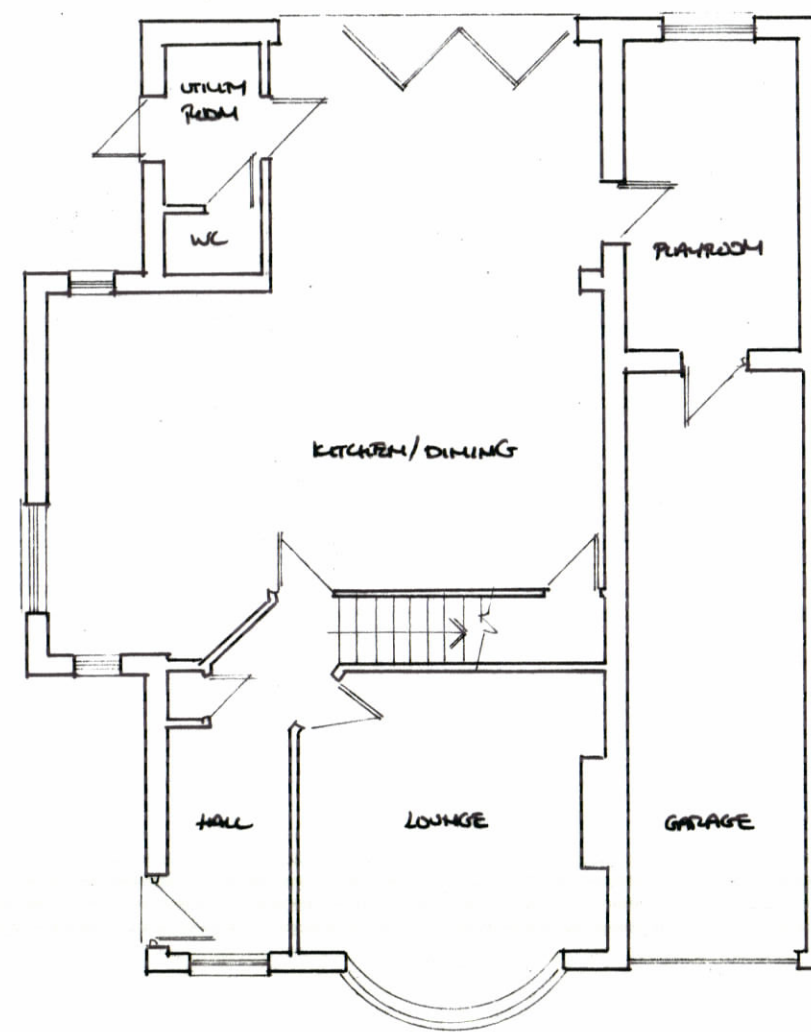 UTILITY
ROOM
WC
PLAYROOM
KITCHEN/DINING
HALL
LOUNGE
GARAGE